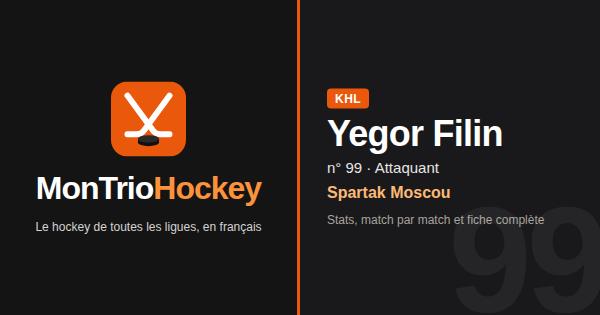 MonTrioHockey
Le hockey de toutes les ligues, en français
KHL
Yegor Filin
n° 99 · Attaquant
Spartak Moscou
Stats, match par match et fiche complète
99